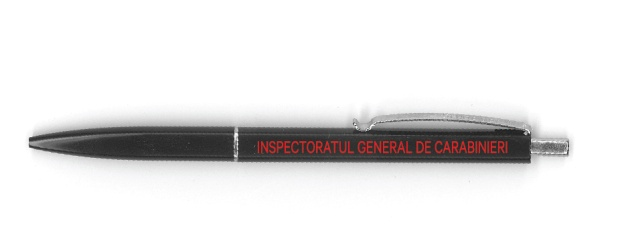 INSPECTORATUL GENERAL DE CARABINIERI